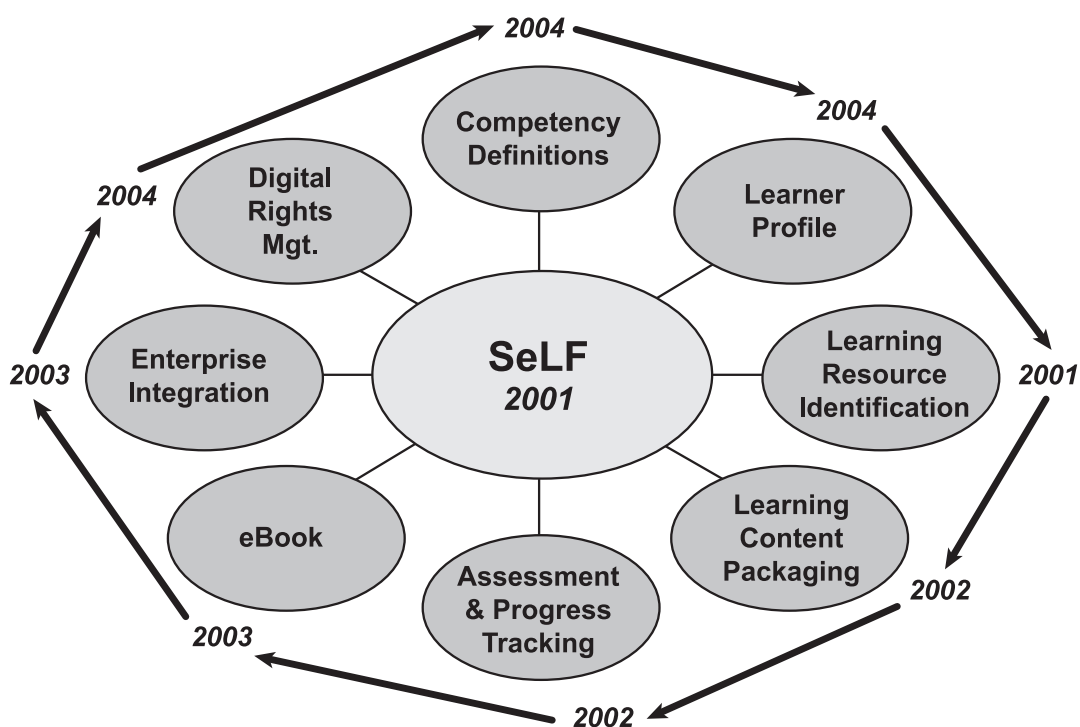 2004
Competency
Definitions
2004
Digital
Rights
Mgt.
Learner
Profile
2004
Enterprise
Integration
SeLF
2001
Learning
Resource
Identification
2003
2001
eBook
Learning
Content
Packaging
Assessment
& Progress
Tracking
2002
2003
2002